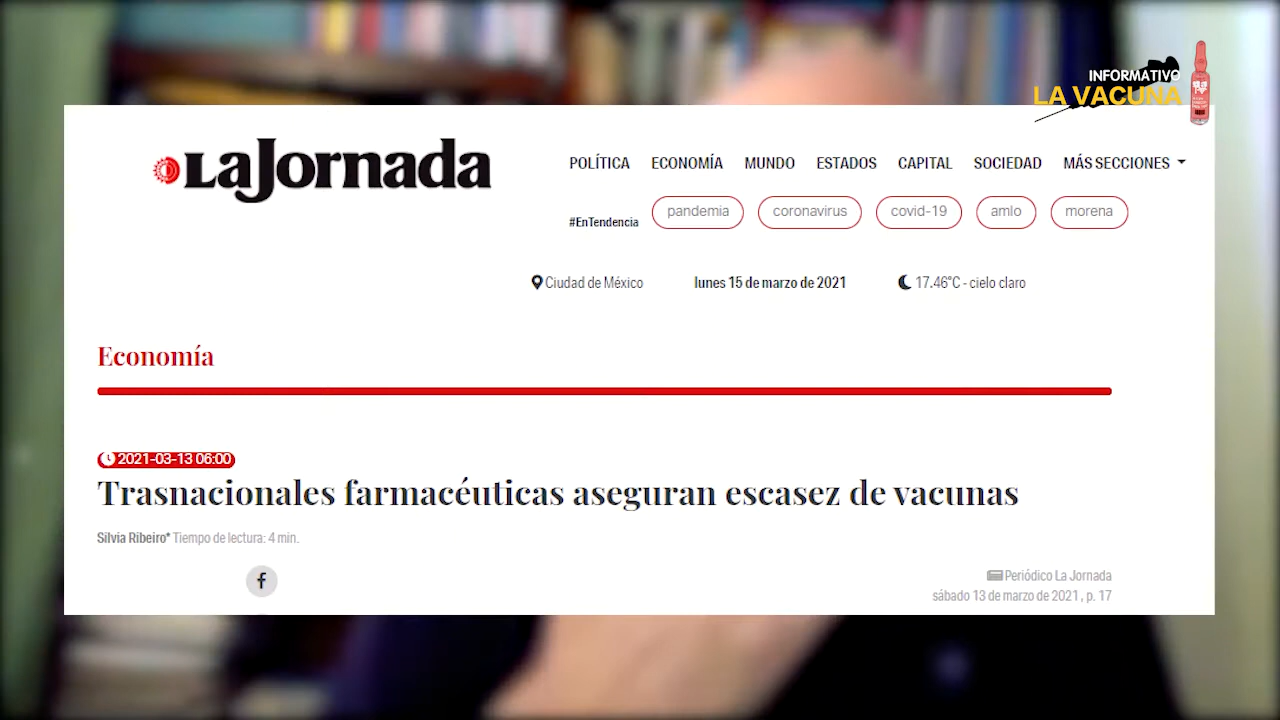 INFORMATIVO
LA VACUNA
LaJornada
POLÍTICA ECONOMÍA MUNDO ESTADOS CAPITAL SOCIEDAD MÁS SECCIONES
#EnTendencia pandemia coronavirus covid-19 amlo morena
Ciudad de México lunes 15 de marzo de 2021 17.46°C - cielo claro
Economía
2021-03-13 06:00
Trasnacionales farmacéuticas aseguran escasez de vacunas
Silvia Ribeiro* Tiempo de lectura: 4 min.
Periódico La Jornada
sábado 13 de marzo de 2021 , p. 17